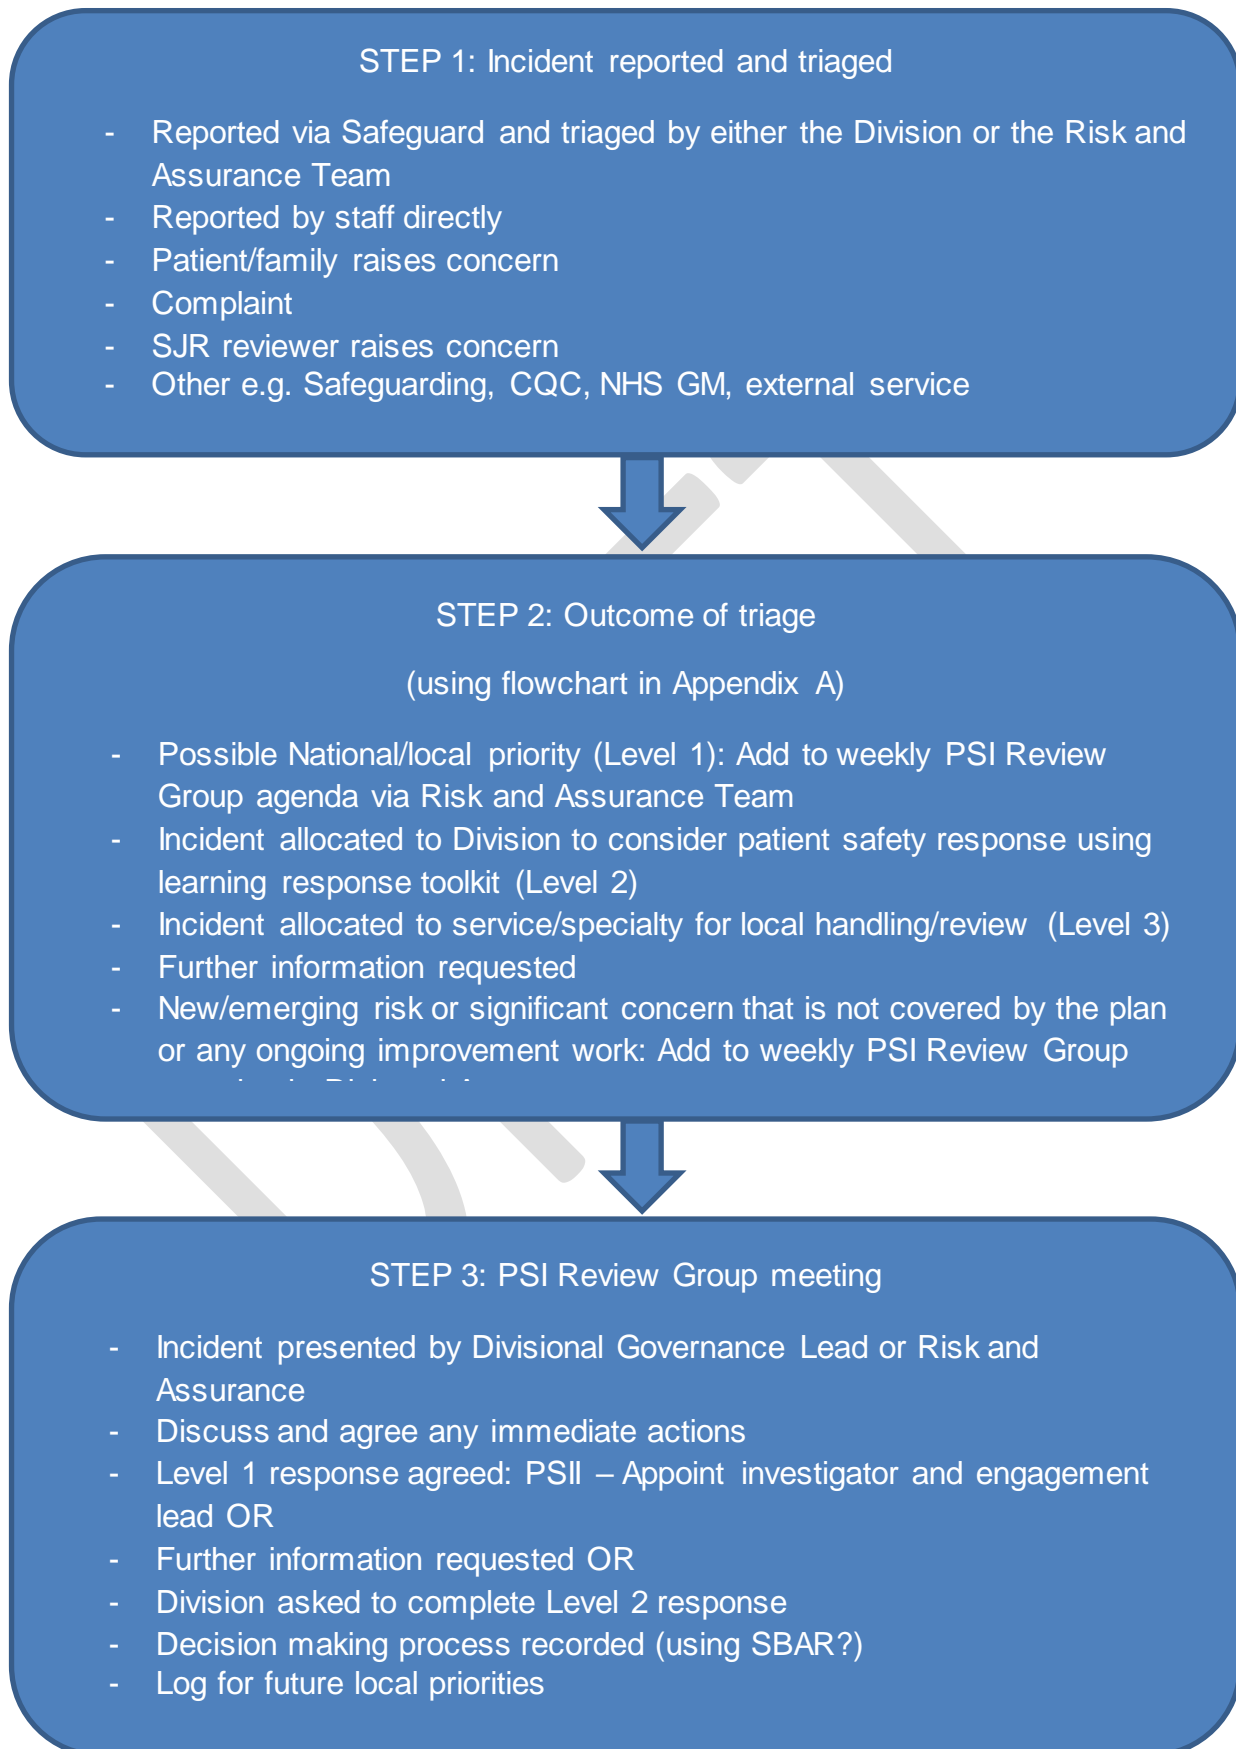 STEP 1: Incident reported and triaged
- Reported via Safeguard and triaged by either the Division or the Risk and
Assurance Team
- Reported by staff directly
- Patient/family raises concern
- Complaint
- SJR reviewer raises concern
- Other e.g. Safeguarding, CQC, NHS GM, external service
STEP 2: Outcome of triage
(using flowchart in Appendix A)
- Possible National/local priority (Level 1): Add to weekly PSI Review
Group agenda via Risk and Assurance Team
- Incident allocated to Division to consider patient safety response using
learning response toolkit (Level 2)
- Incident allocated to service/specialty for local handling/review (Level 3)
- Further information requested
- New/emerging risk or significant concern that is not covered by the plan
or any ongoing improvement work: Add to weekly PSI Review Group
STEP 3: PSI Review Group meeting
- Incident presented by Divisional Governance Lead or Risk and
Assurance
- Discuss and agree any immediate actions
- Level 1 response agreed: PSII – Appoint investigator and engagement
lead OR
- Further information requested OR
- Division asked to complete Level 2 response
- Decision making process recorded (using SBAR?)
- Log for future local priorities